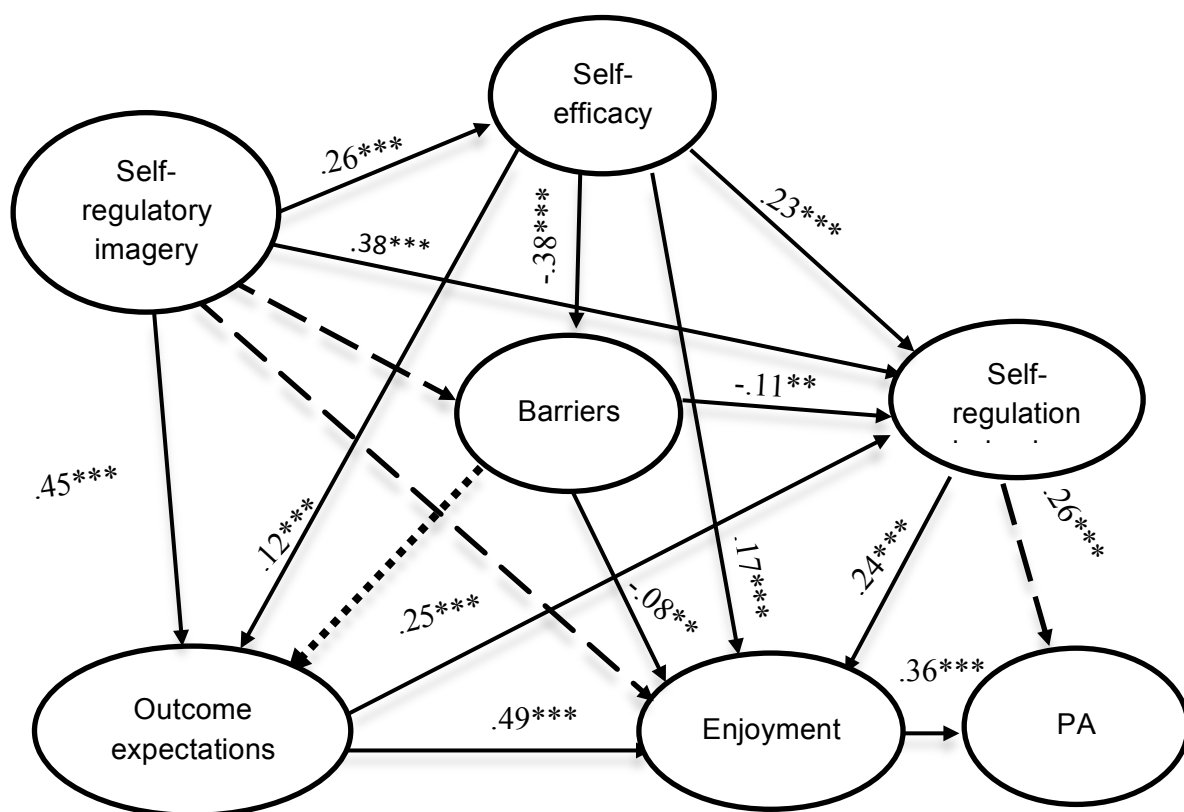 Self-
efficacy
Self-
regulatory
imagery
.26***
.38***
-.38***
.23***
Barriers
-.11**
Self-
regulation
. . .
.45***
.12***
.25***
-.08**
.17***
.24***
.26***
Outcome
expectations
.49***
Enjoyment
.36***
PA